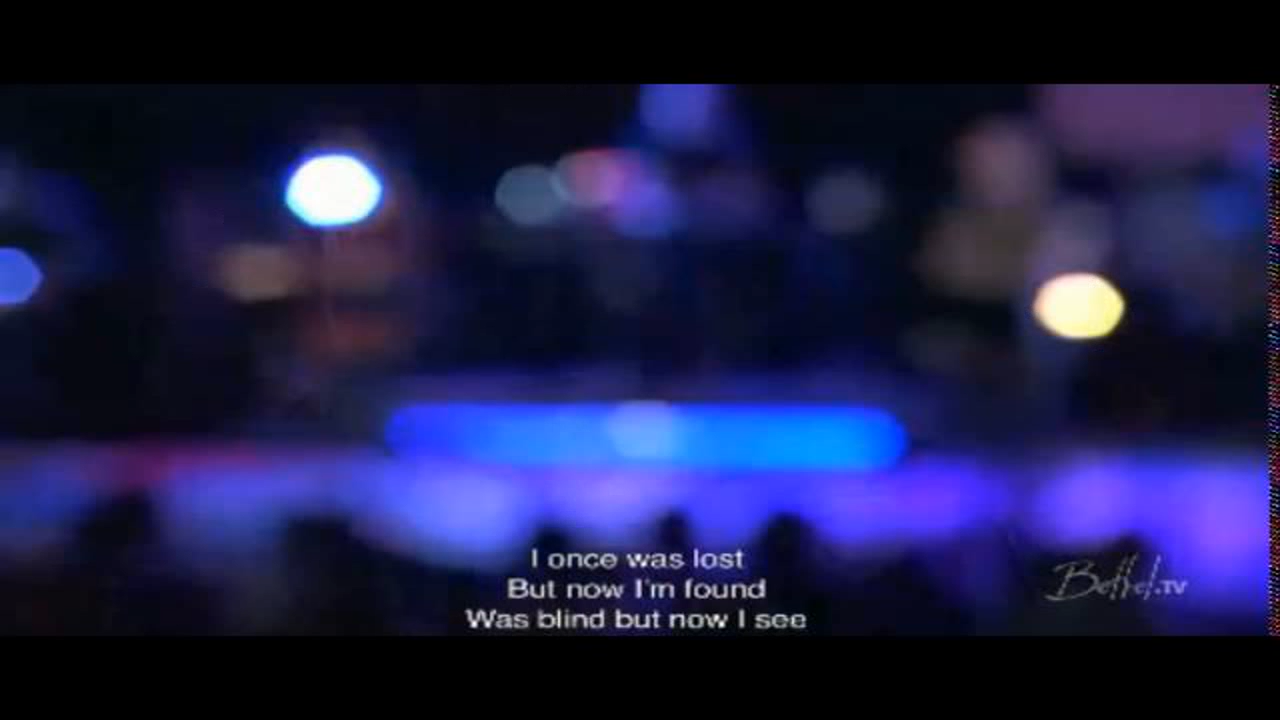 I once was lost
But now I'm found
Was blind but now I see
Bethel.TV